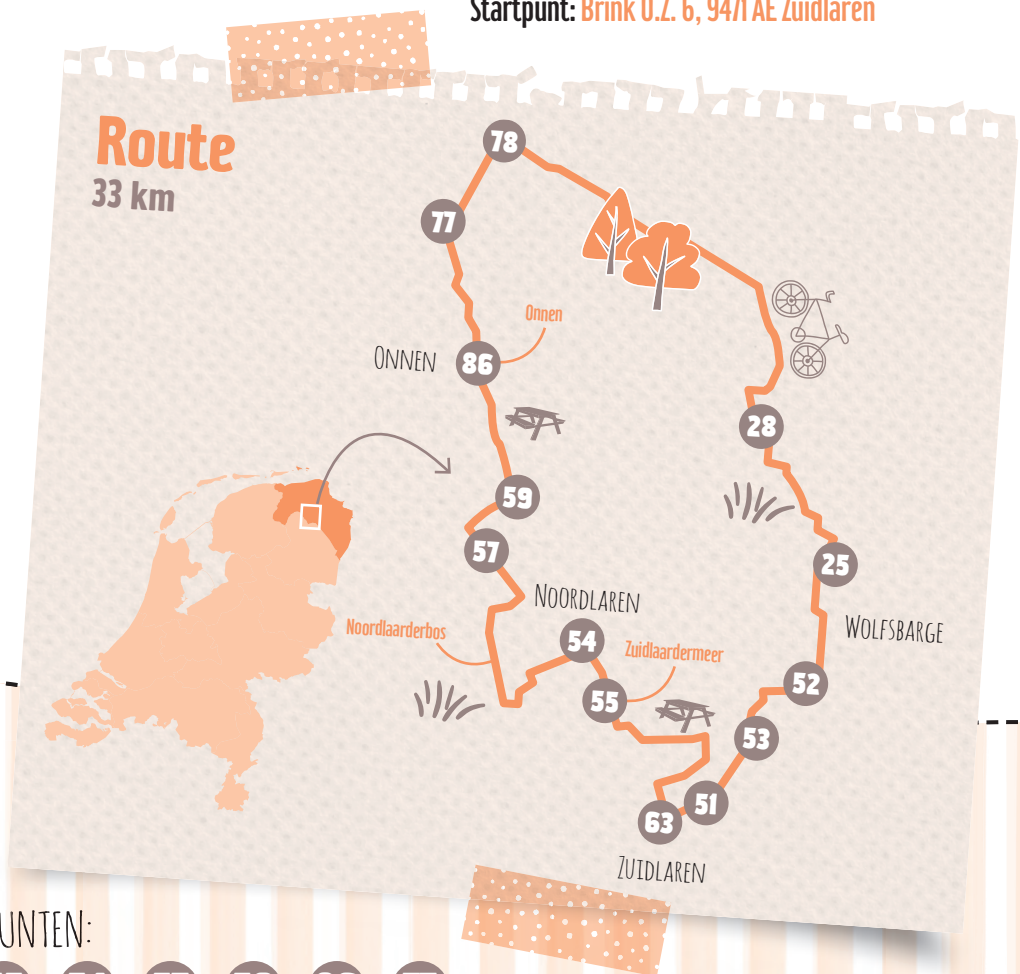 Startpunt: Brink O.Z. 6, 9471 AE Zuidlaren
Route
33 km
78
77
Onnen
ONNEN
86
28
59
57
25
NOORDLAREN
Noordlaarderbos
54
Zuidlaardermeer
WOLFSBARGE
55
52
53
51
63
ZUIDLAREN
UNTEN: